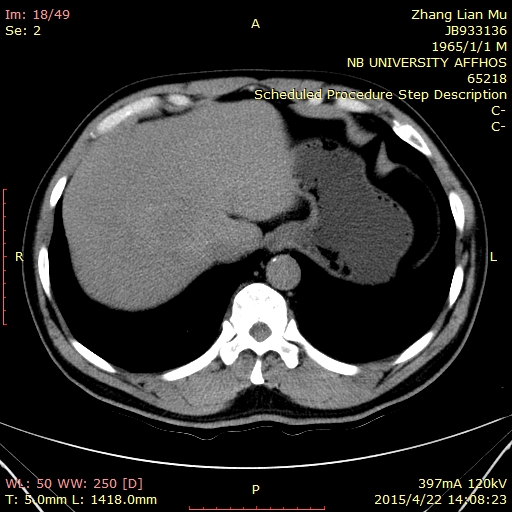 Im: 18/49
Se: 2
A
Zhang Lian Mu
JB933136
1965/1/1 M
NB UNIVERSITY AFFHOS
65218
Scheduled Procedure Step Description
C-
C-
R
L
WL: 50 WW: 250 [D]
T: 5.0mm L: 1418.0mm
P
397mA 120kV
2015/4/22 14:08:23